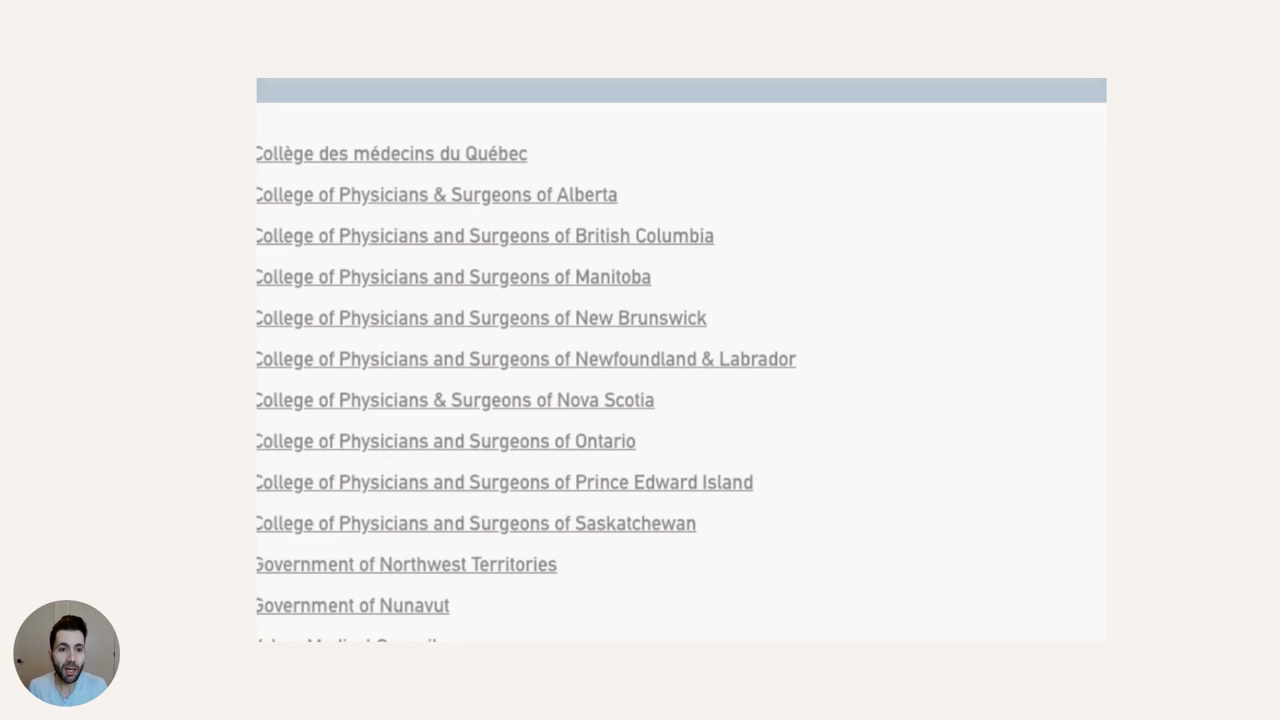 Collège des médecins du Québec
College of Physicians & Surgeons of Alberta
College of Physicians and Surgeons of British Columbia
College of Physicians and Surgeons of Manitoba
College of Physicians and Surgeons of New Brunswick
College of Physicians and Surgeons of Newfoundland & Labrador
College of Physicians & Surgeons of Nova Scotia
College of Physicians and Surgeons of Ontario
College of Physicians and Surgeons of Prince Edward Island
College of Physicians and Surgeons of Saskatchewan
Government of Northwest Territories
Government of Nunavut